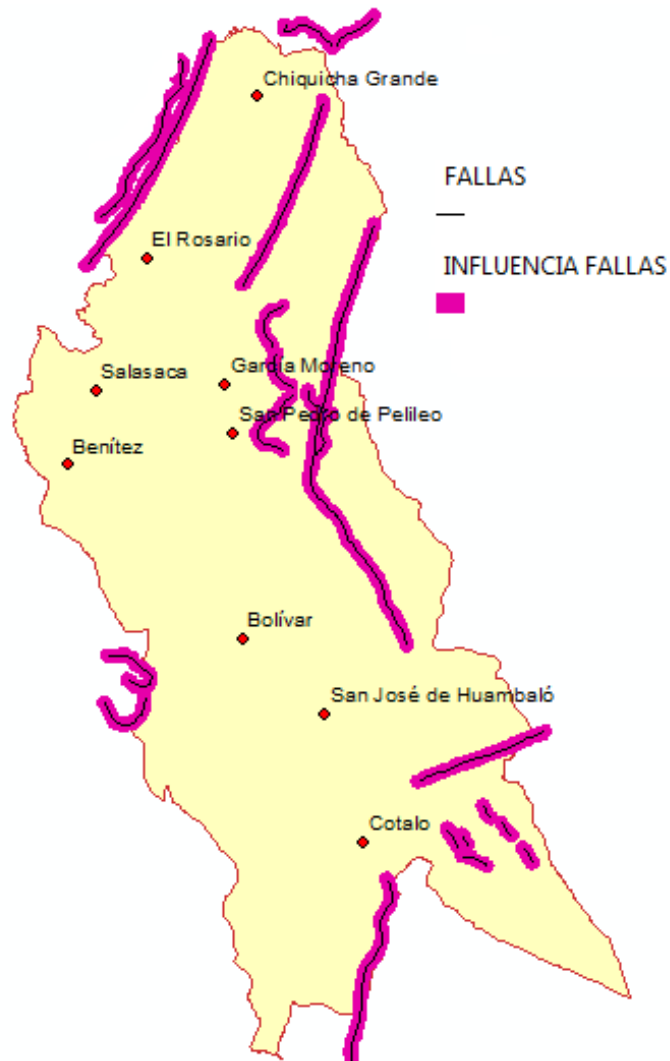 Chiquicha Grande
FALLAS
El Rosario
INFLUENCIA FALLAS
Salasaca
García Moreno
San Pedro de Pelileo
Benítez
Bolívar
San José de Huambaló
Cotalo